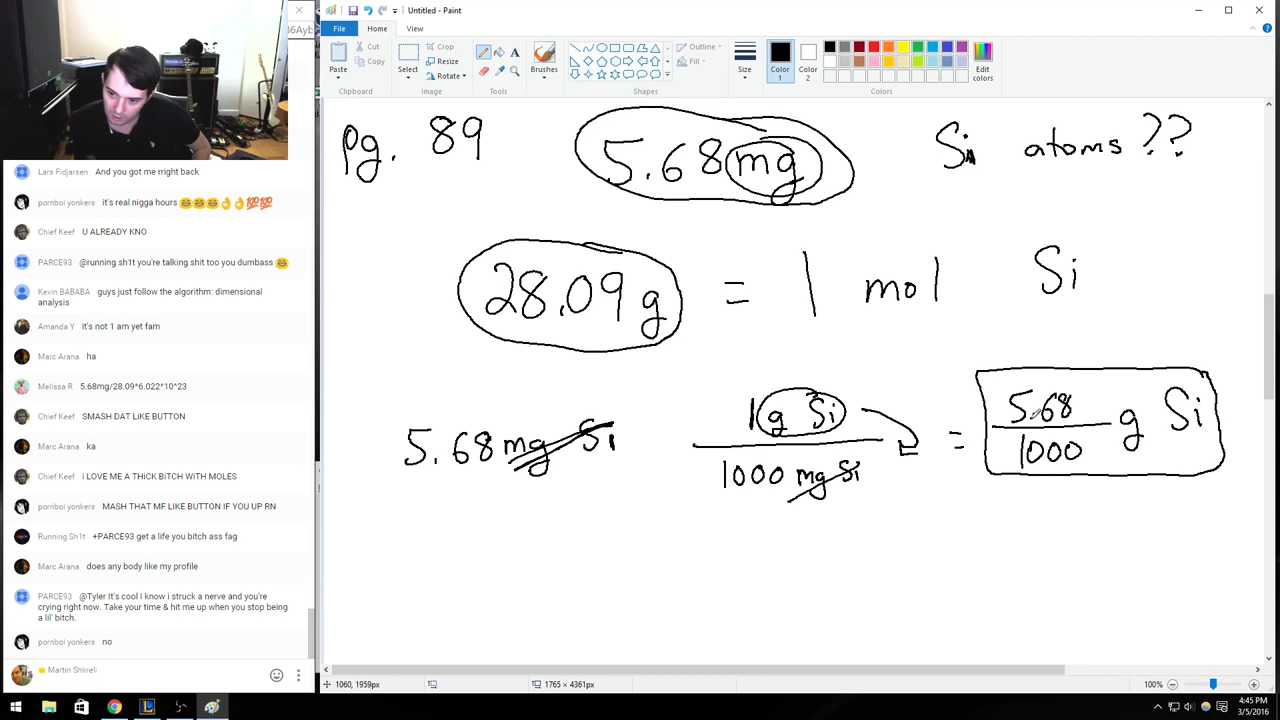 86Ayb
Untitled - Paint
File
Home
View
Paste
Cut
Copy
Clipboard
Select
Crop
Resize
Rotate
Image
Tools
Brushes
Outline
Fill
Shapes
Size
Color 1
Color 2
Edit colors
Colors
Lars Fidjarsen And you got me rright back
pornboi yonkers it's real nigga hours 😂😂😂👌👌💯💯
Chief Keef U ALREADY KNO
PARCE93 @running sh1t you're talking shit too you dumbass 😂
Kevin BABABA guys just follow the algorithm: dimensional
analysis
Amanda Y it's not 1 am yet fam
Marc Arana ha
Melissa R 5.68mg/28.09*6.022*10^23
Chief Keef SMASH DAT LiKE BUTTON
Marc Arana ka
Chief Keef I LOVE ME A THiCK BiTCH WITH MOLES
pornboi yonkers MASH THAT MF LIKE BUTTON IF YOU UP RN
Running Sh1t +PARCE93 get a life you bitch ass fag
Marc Arana does any body like my profile
PARCE93 @Tyler It's cool I know i struck a nerve and you're
crying right now. Take your time & hit me up when you stop being
a lil' bitch.
pornboi yonkers no
Martin Shkreli
pg. 89 5.68 mg Si atoms ??
28.09 g = 1 mol Si
5.68 mg Si 1 g Si = 5.68 g Si
1000 mg Si 1000
1060, 1959px
1765 × 4361px
100%
4:45 PM
3/5/2016